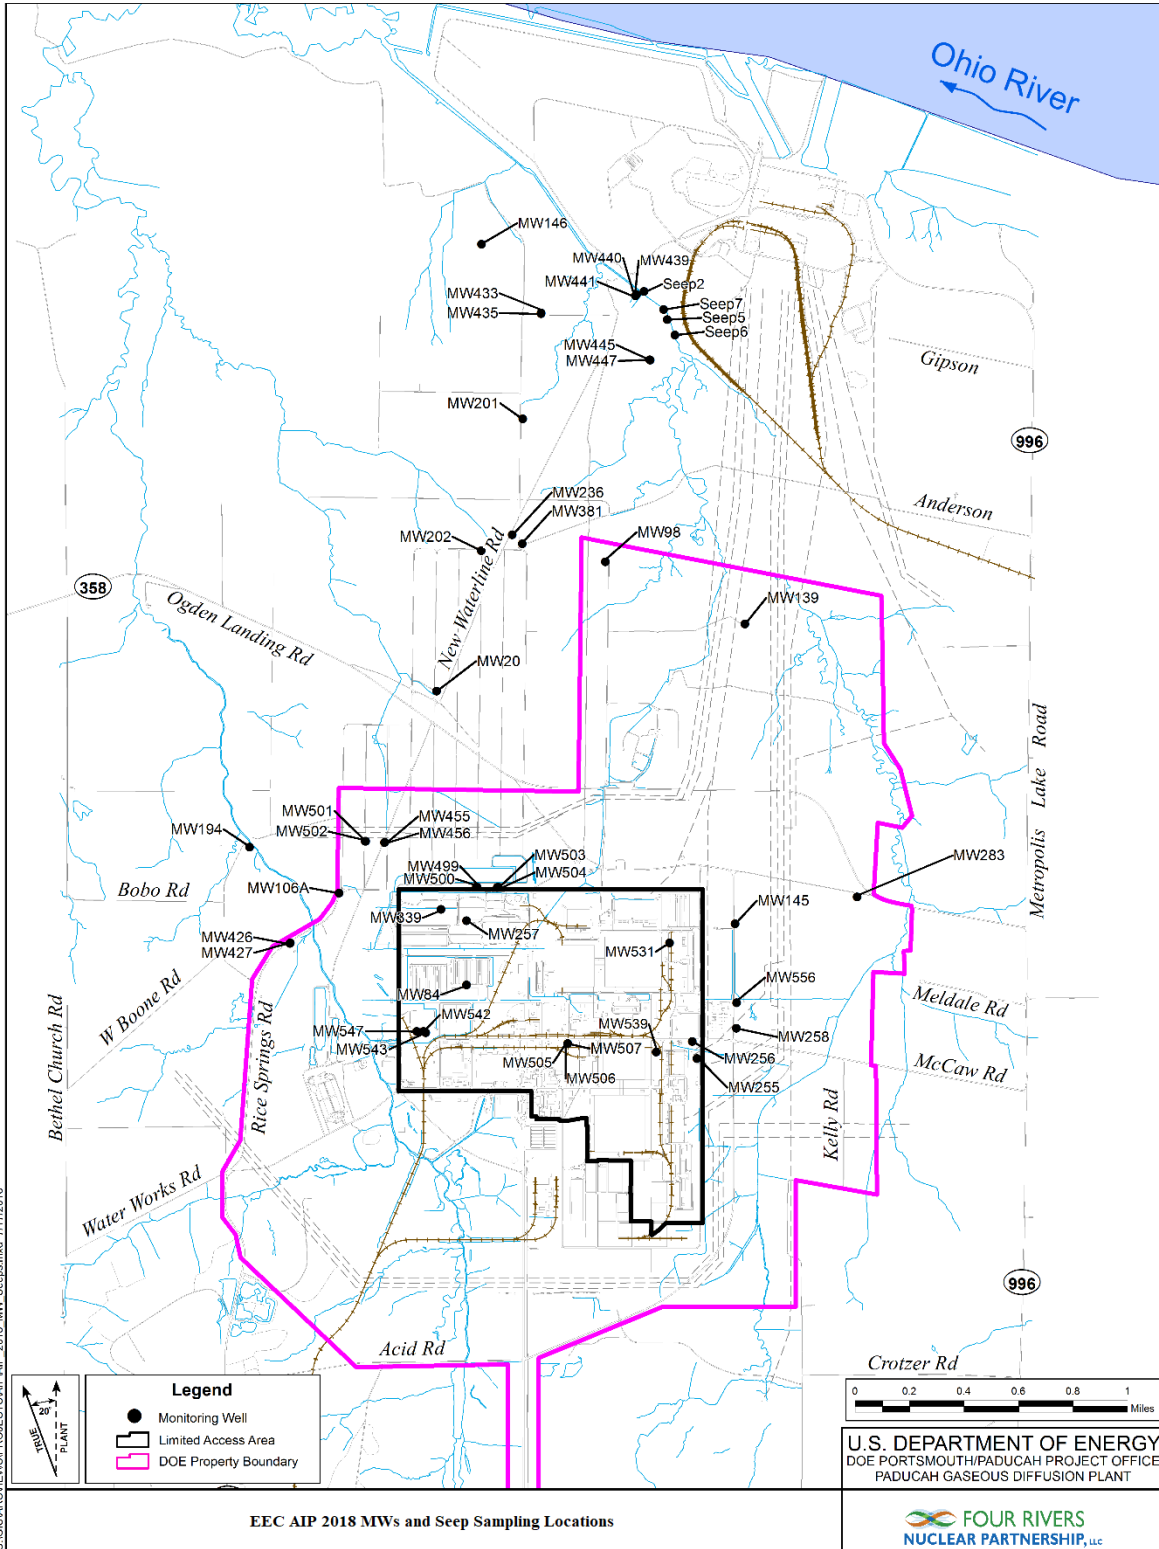 Ohio River
MW146
MW440
MW439
MW441
Seep2
MW433
MW435
Seep7
Seep5
Seep6
MW445
MW447
Gipson
MW201
996
MW236
MW381
Anderson
MW202
MW98
358
New Waterline Rd
Ogden Landing Rd
MW139
MW20
Metropolis Lake Road
MW501
MW502
MW455
MW456
MW194
MW499
MW500
MW503
MW504
MW283
Bobo Rd
MW106A
MW339
MW257
MW145
MW426
MW427
MW531
W Boone Rd
MW84
MW556
Meldale Rd
Bethel Church Rd
Rice Springs Rd
MW547
MW542
MW543
MW539
MW258
MW505
MW507
MW506
MW256
MW255
McCaw Rd
Kelly Rd
Water Works Rd
996
Acid Rd
Crotzer Rd
20°
TRUE
PLANT
Legend
Monitoring Well
Limited Access Area
DOE Property Boundary
0 0.2 0.4 0.6 0.8 1
Miles
U.S. DEPARTMENT OF ENERGY
DOE PORTSMOUTH/PADUCAH PROJECT OFFICE
PADUCAH GASEOUS DIFFUSION PLANT
EEC AIP 2018 MWs and Seep Sampling Locations
FOUR RIVERS
NUCLEAR PARTNERSHIP, LLC